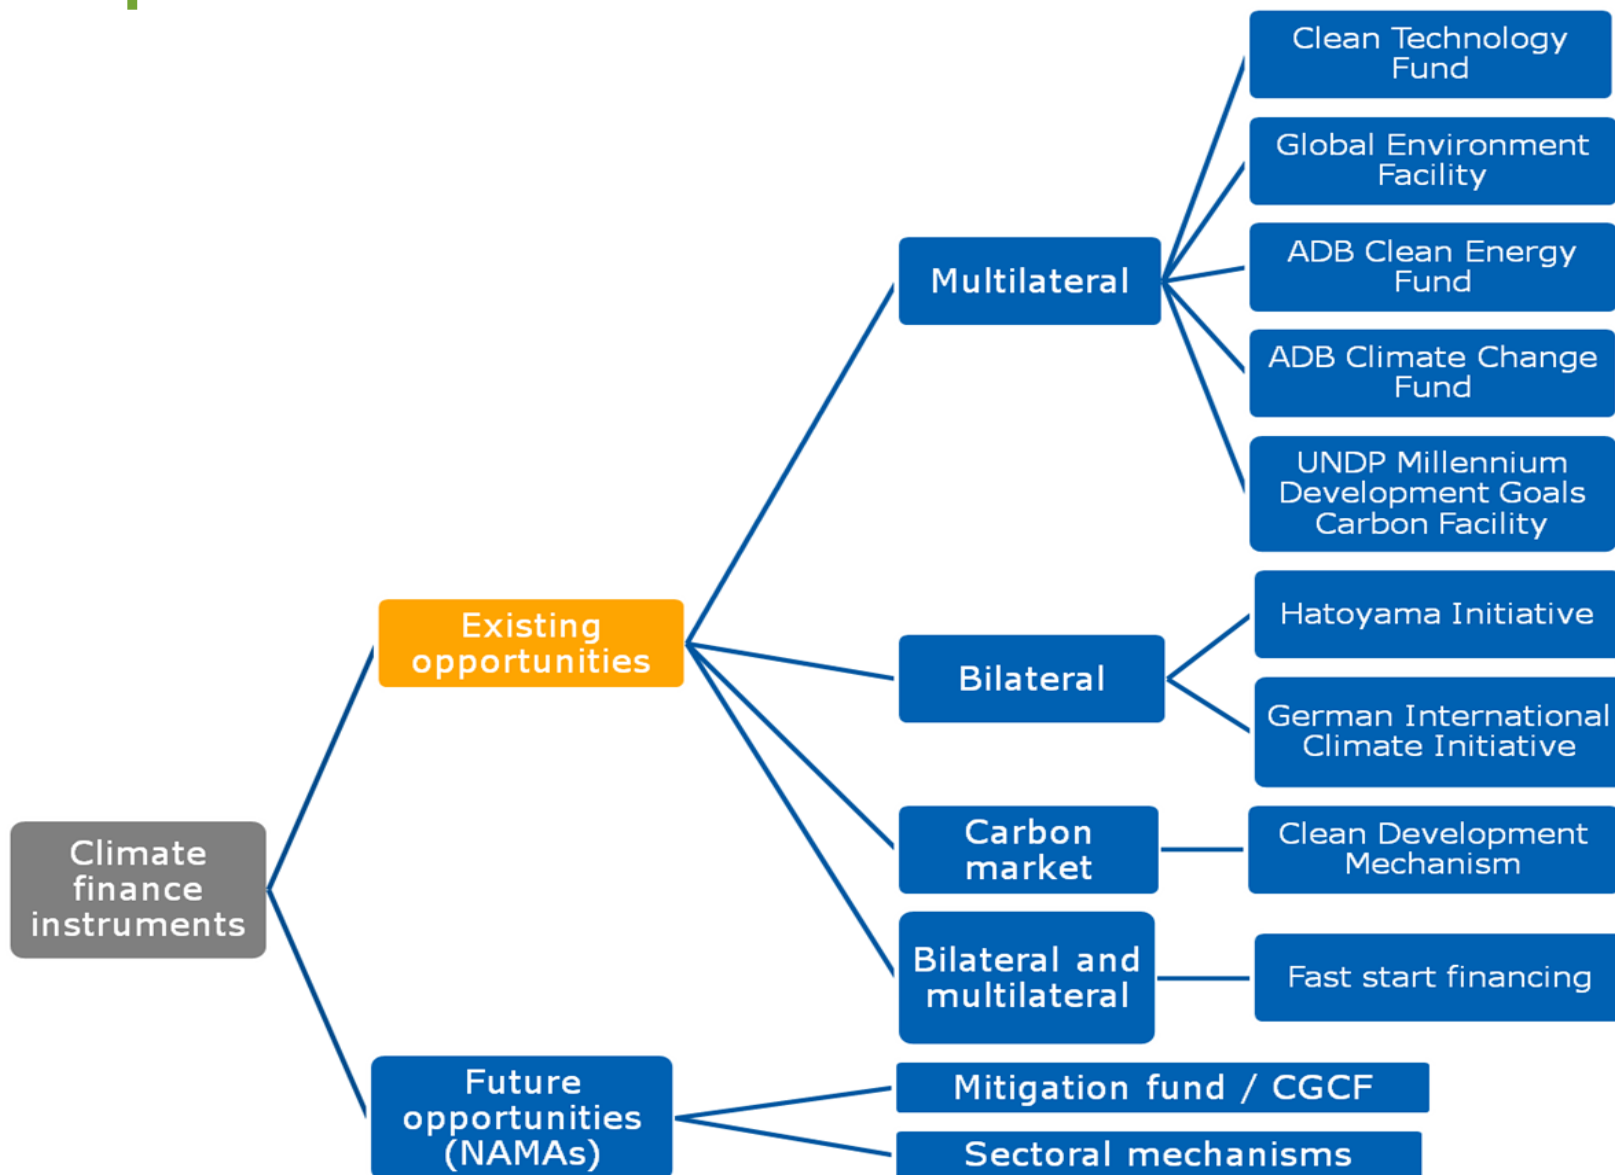 Clean Technology
Fund
Global Environment
Facility
ADB Clean Energy
Fund
Multilateral
ADB Climate Change
Fund
UNDP Millennium
Development Goals
Carbon Facility
Existing
opportunities
Bilateral
Hatoyama Initiative
German International
Climate Initiative
Climate
finance
instruments
Carbon
market
Clean Development
Mechanism
Bilateral and
multilateral
Fast start financing
Future
opportunities
(NAMAs)
Mitigation fund / CGCF
Sectoral mechanisms